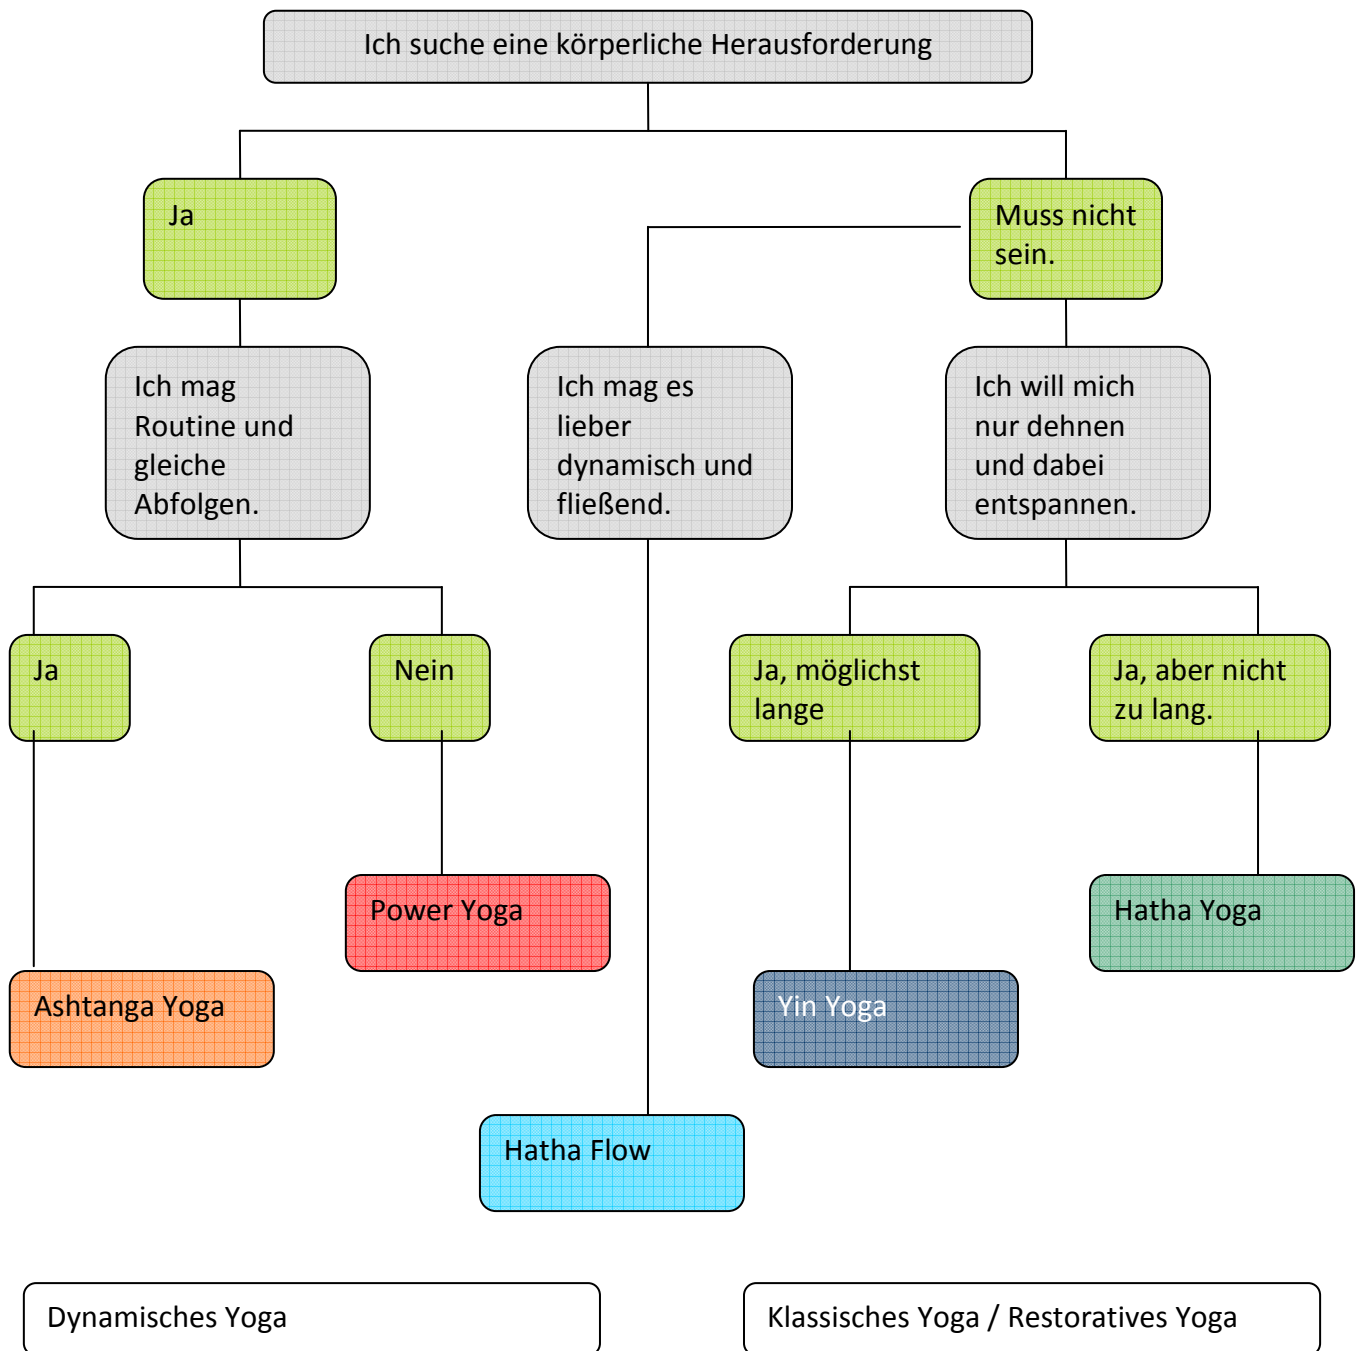 Ich suche eine körperliche Herausforderung
Ja
Muss nicht
sein.
Ich mag
Routine und
gleiche
Abfolgen.
Ich mag es
lieber
dynamisch und
fließend.
Ich will mich
nur dehnen
und dabei
entspannen.
Ja
Nein
Ja, möglichst
lange
Ja, aber nicht
zu lang.
Power Yoga
Hatha Yoga
Ashtanga Yoga
Yin Yoga
Hatha Flow
Dynamisches Yoga
Klassisches Yoga / Restoratives Yoga